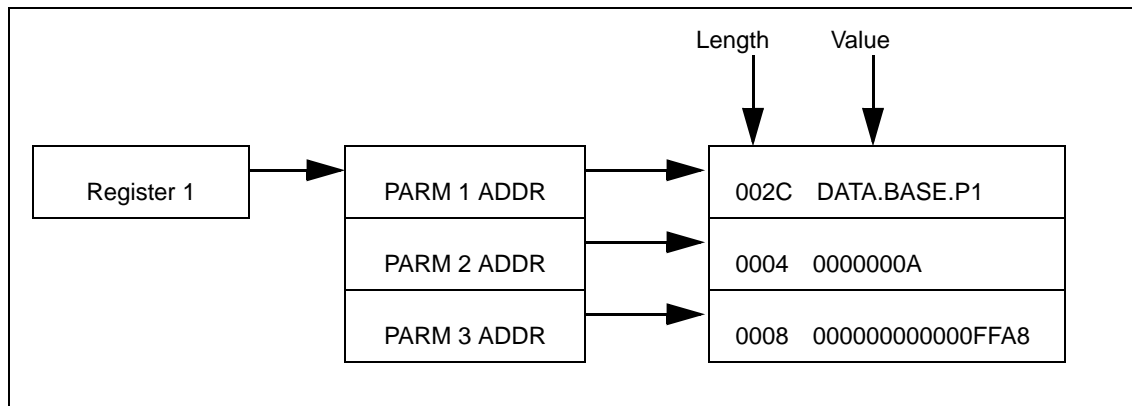 Length Value
Register 1 PARM 1 ADDR 002C DATA.BASE.P1
PARM 2 ADDR 0004 0000000A
PARM 3 ADDR 0008 000000000000FFA8